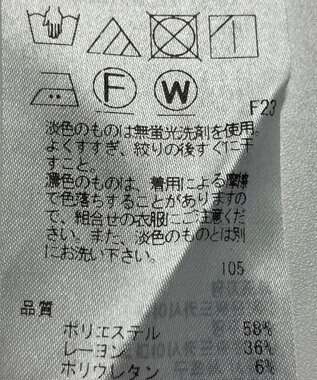 F
W
F23
淡色のものは無蛍光洗剤を使用。
よくすすぎ、絞りの後すぐに干
すこと。
濃色のものは、着用による摩擦
で色落ちすることがありますの
で、組合せの衣服にご注意くだ
さい。また、淡色のものとは別
にお洗い下さい。
105
品質
ポリエステル 58%
レーヨン 36%
ポリウレタン 6%